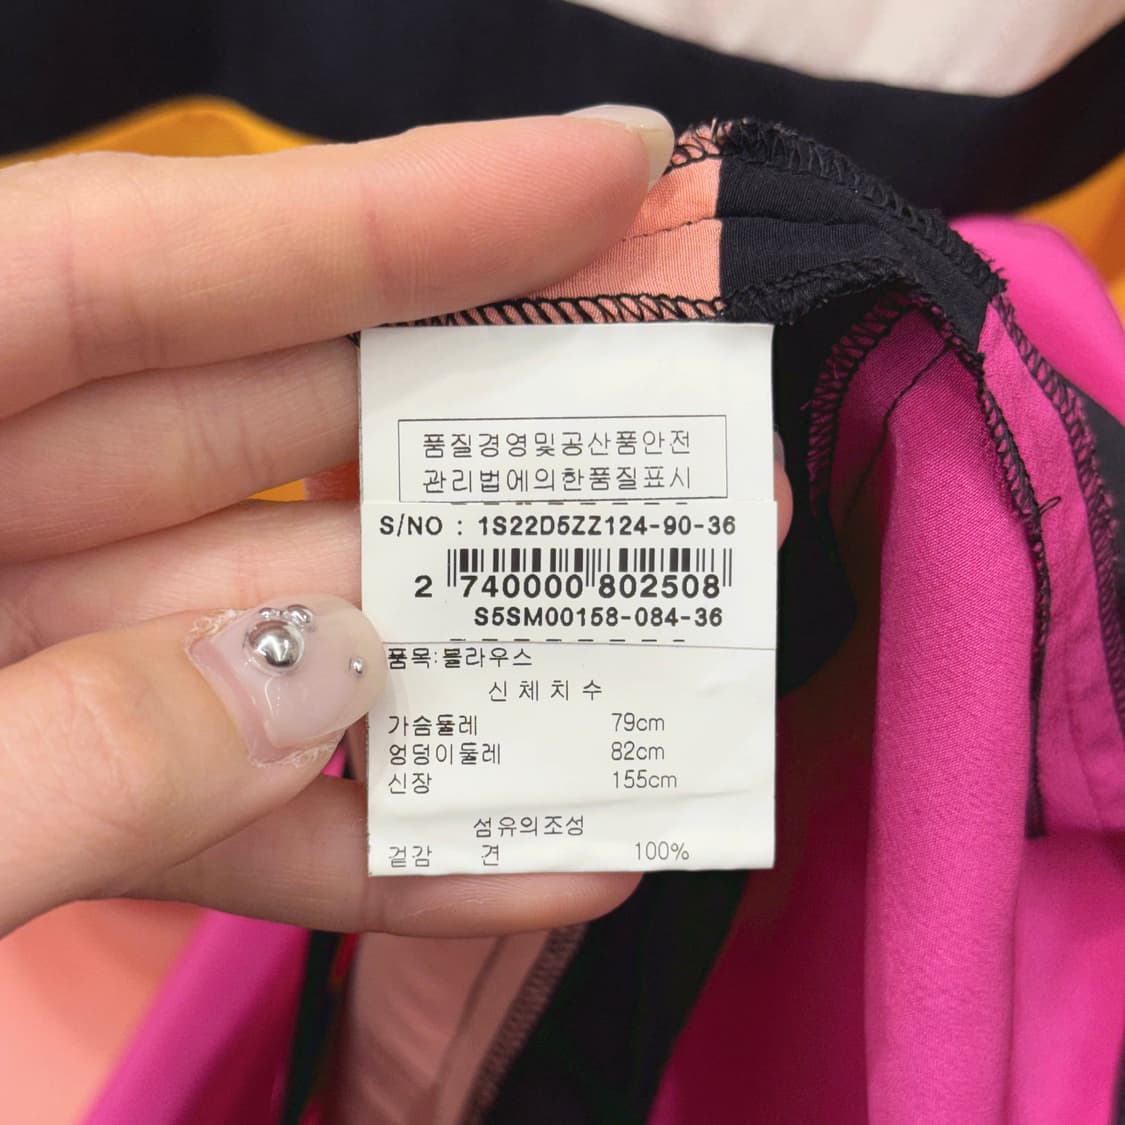 품질경영및공산품안전
관리법에의한품질표시
S/NO : 1S22D5ZZ124-90-36
2 740000 802508
S5SM00158-084-36
품목:블라우스
신 체 치 수
가슴둘레 79cm
엉덩이둘레 82cm
신장 155cm
섬유의조성
겉감 견 100%